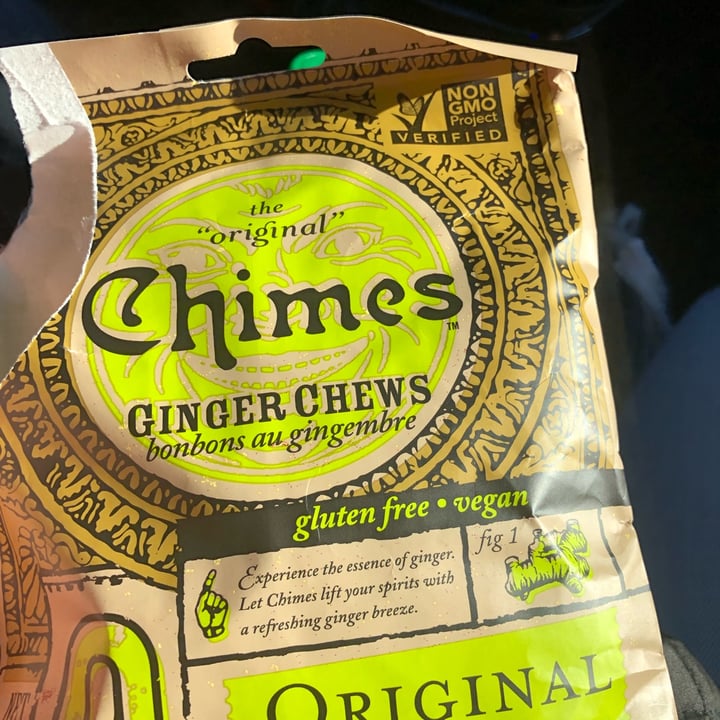 NON
GMO
Project
VERIFIED
the
“original”
Chimes™
GINGER CHEWS
bonbons au gingembre
gluten free • vegan
Experience the essence of ginger.
Let Chimes lift your spirits with
a refreshing ginger breeze.
fig 1
ORIGINAL